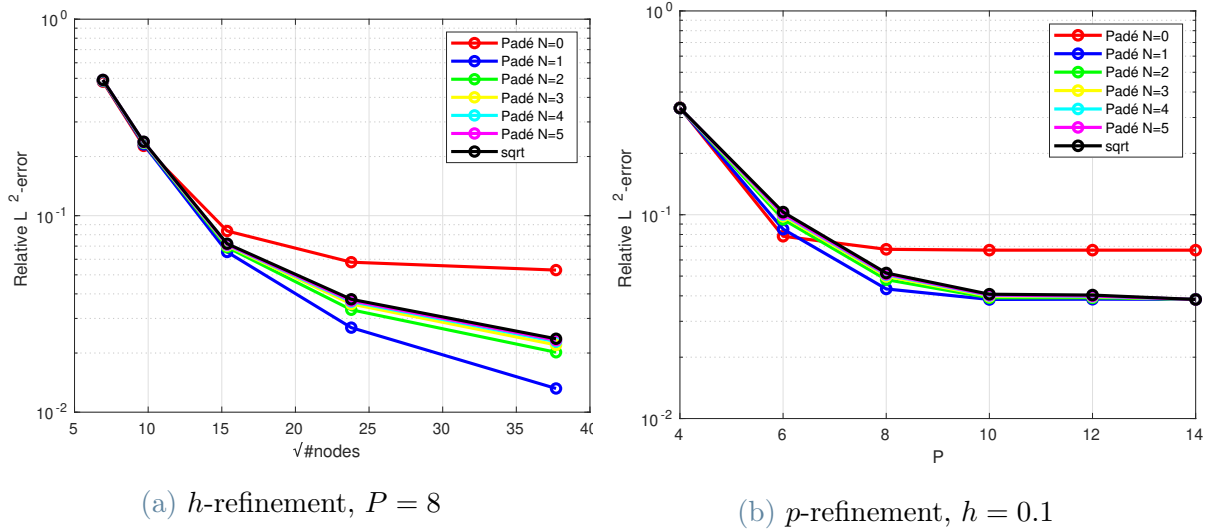 10^0
10^-1
10^-2
Relative L^2-error
5 10 15 20 25 30 35 40
√#nodes
Padé N=0
Padé N=1
Padé N=2
Padé N=3
Padé N=4
Padé N=5
sqrt
(a) h-refinement, P = 8
10^0
10^-1
10^-2
Relative L^2-error
4 6 8 10 12 14
P
Padé N=0
Padé N=1
Padé N=2
Padé N=3
Padé N=4
Padé N=5
sqrt
(b) p-refinement, h = 0.1